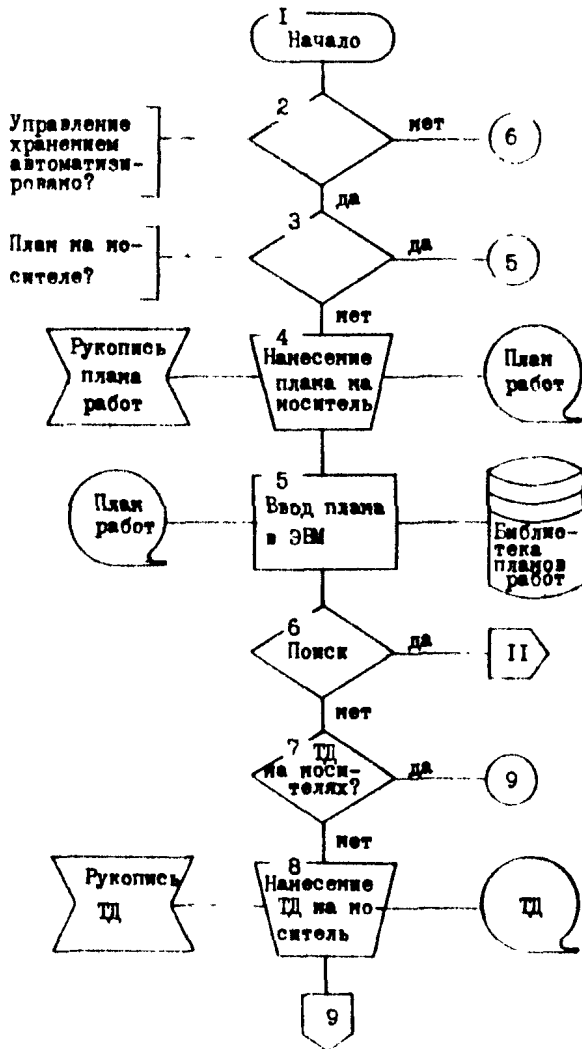 I
Начало
2
Управление
хранением
автоматизи-
ровано?
нет
6
да
3
План на но-
сителе?
да
5
нет
4
Рукопись
плана
работ
Нанесение
плана на
носитель
План
работ
5
План
работ
Ввод плана
в ЭВМ
Библио-
тека
планов
работ
6
Поиск
да
II
нет
7 ТД
на носи-
телях?
да
9
нет
8
Рукопись
ТД
Нанесение
ТД на но
ситель
ТД
9